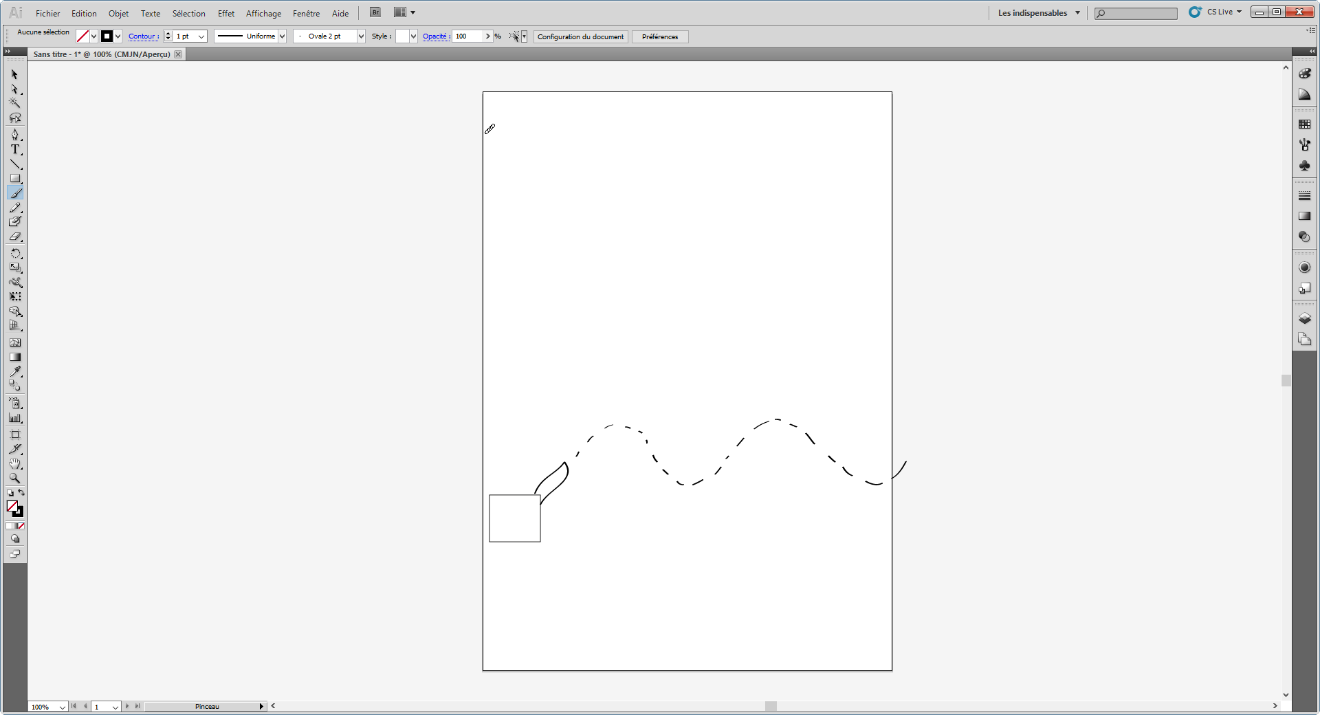 Ai Fichier Edition Objet Texte Sélection Effet Affichage Fenêtre Aide Br Les indispensables CS Live
Aucune sélection Contour : 1 pt Uniforme Ovale 2 pt Style : Opacité : 100 % Configuration du document Préférences
Sans titre - 1* @ 100% (CMJN/Aperçu)
T
100% 1 Pinceau